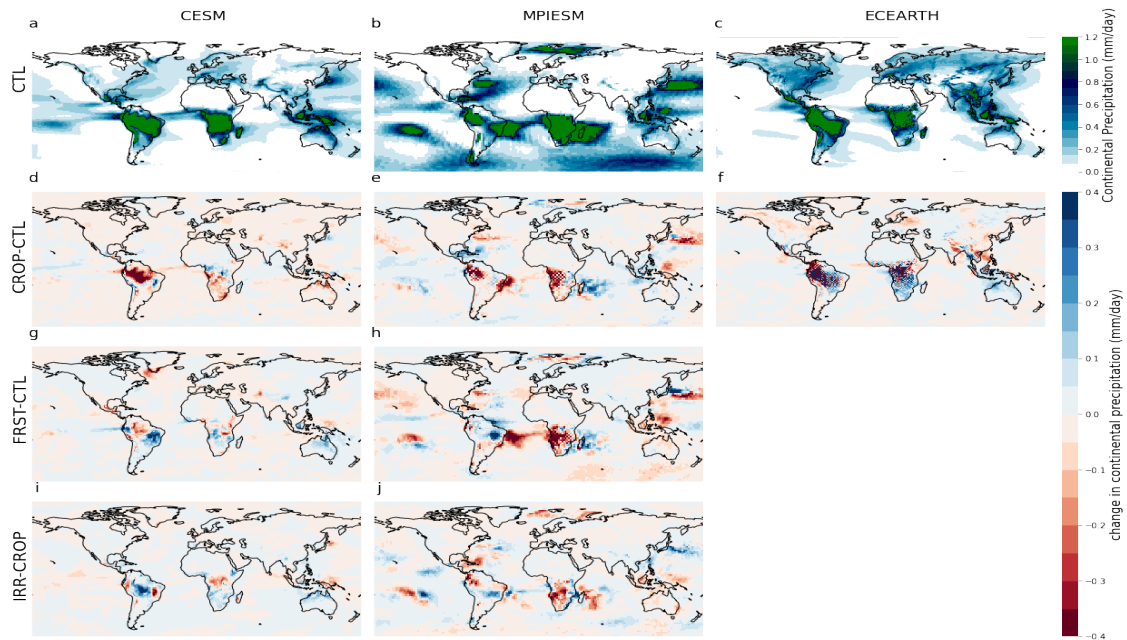 CESM MPIESM ECEARTH
a b c
CTL
1.2
1.0
0.8
0.6
0.4
0.2
0.0
Continental Precipitation (mm/day)
d e f
CROP-CTL
g h
FRST-CTL
i j
IRR-CROP
0.4
0.3
0.2
0.1
0.0
−0.1
−0.2
−0.3
−0.4
change in continental precipitation (mm/day)